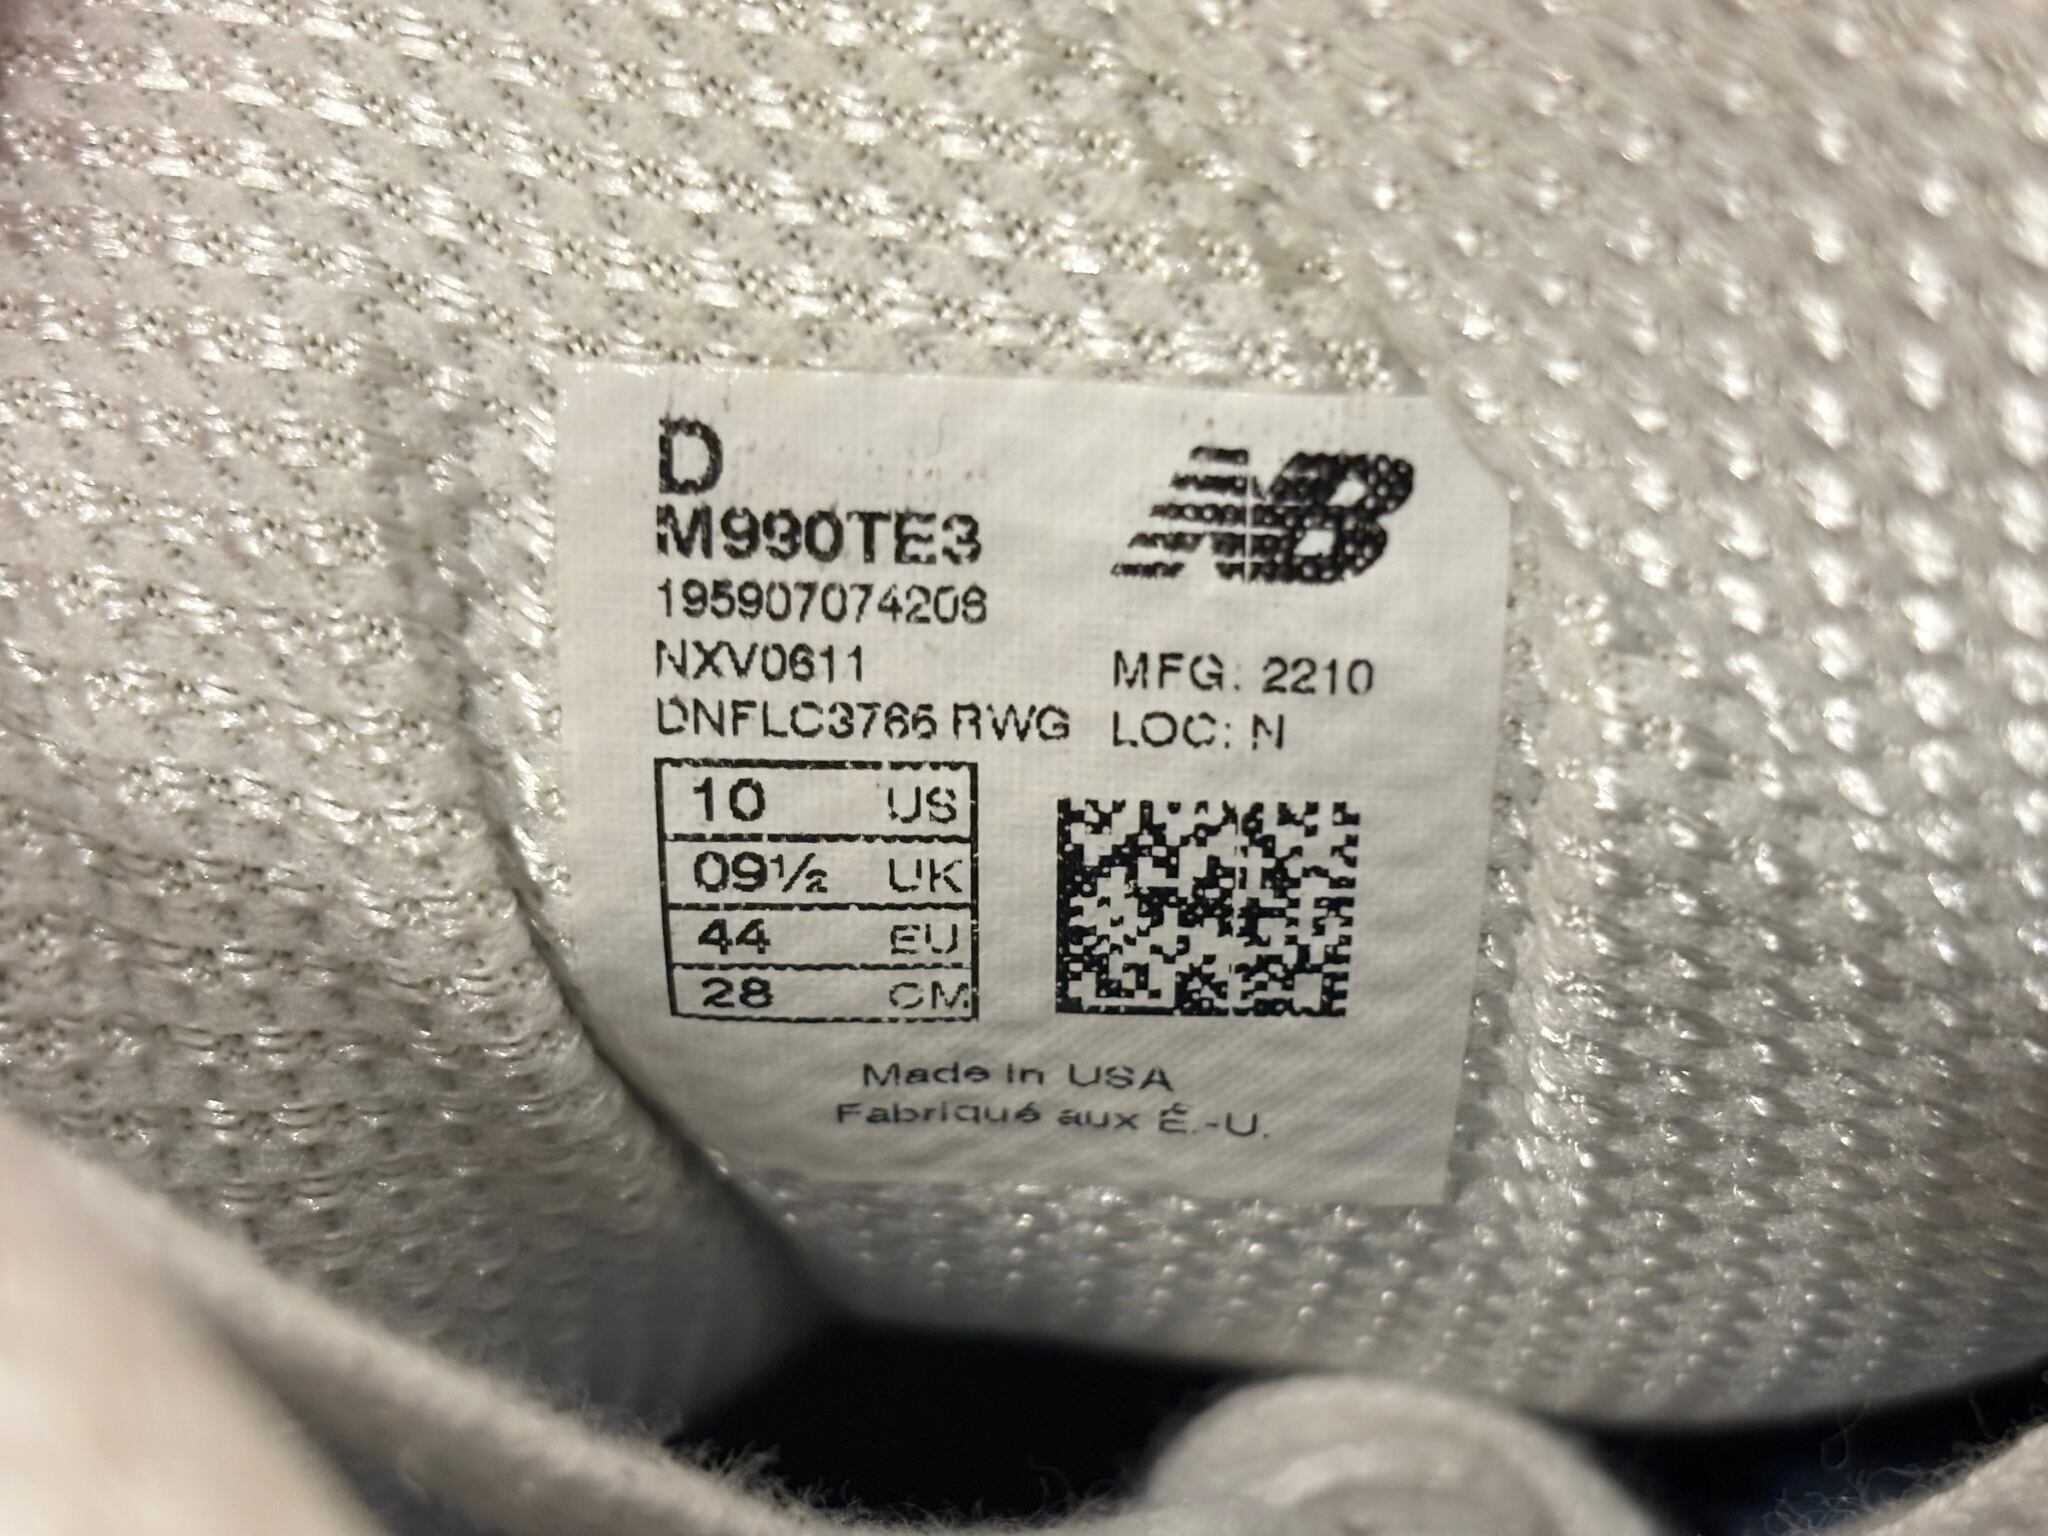 D
NB
M990TE3
195907074208
NXV0611
MFG: 2210
DNFLC3766 RWG
LOC: N
10 US
09½ UK
44 EU
28 CM
Made in USA
Fabriqué aux É.-U.